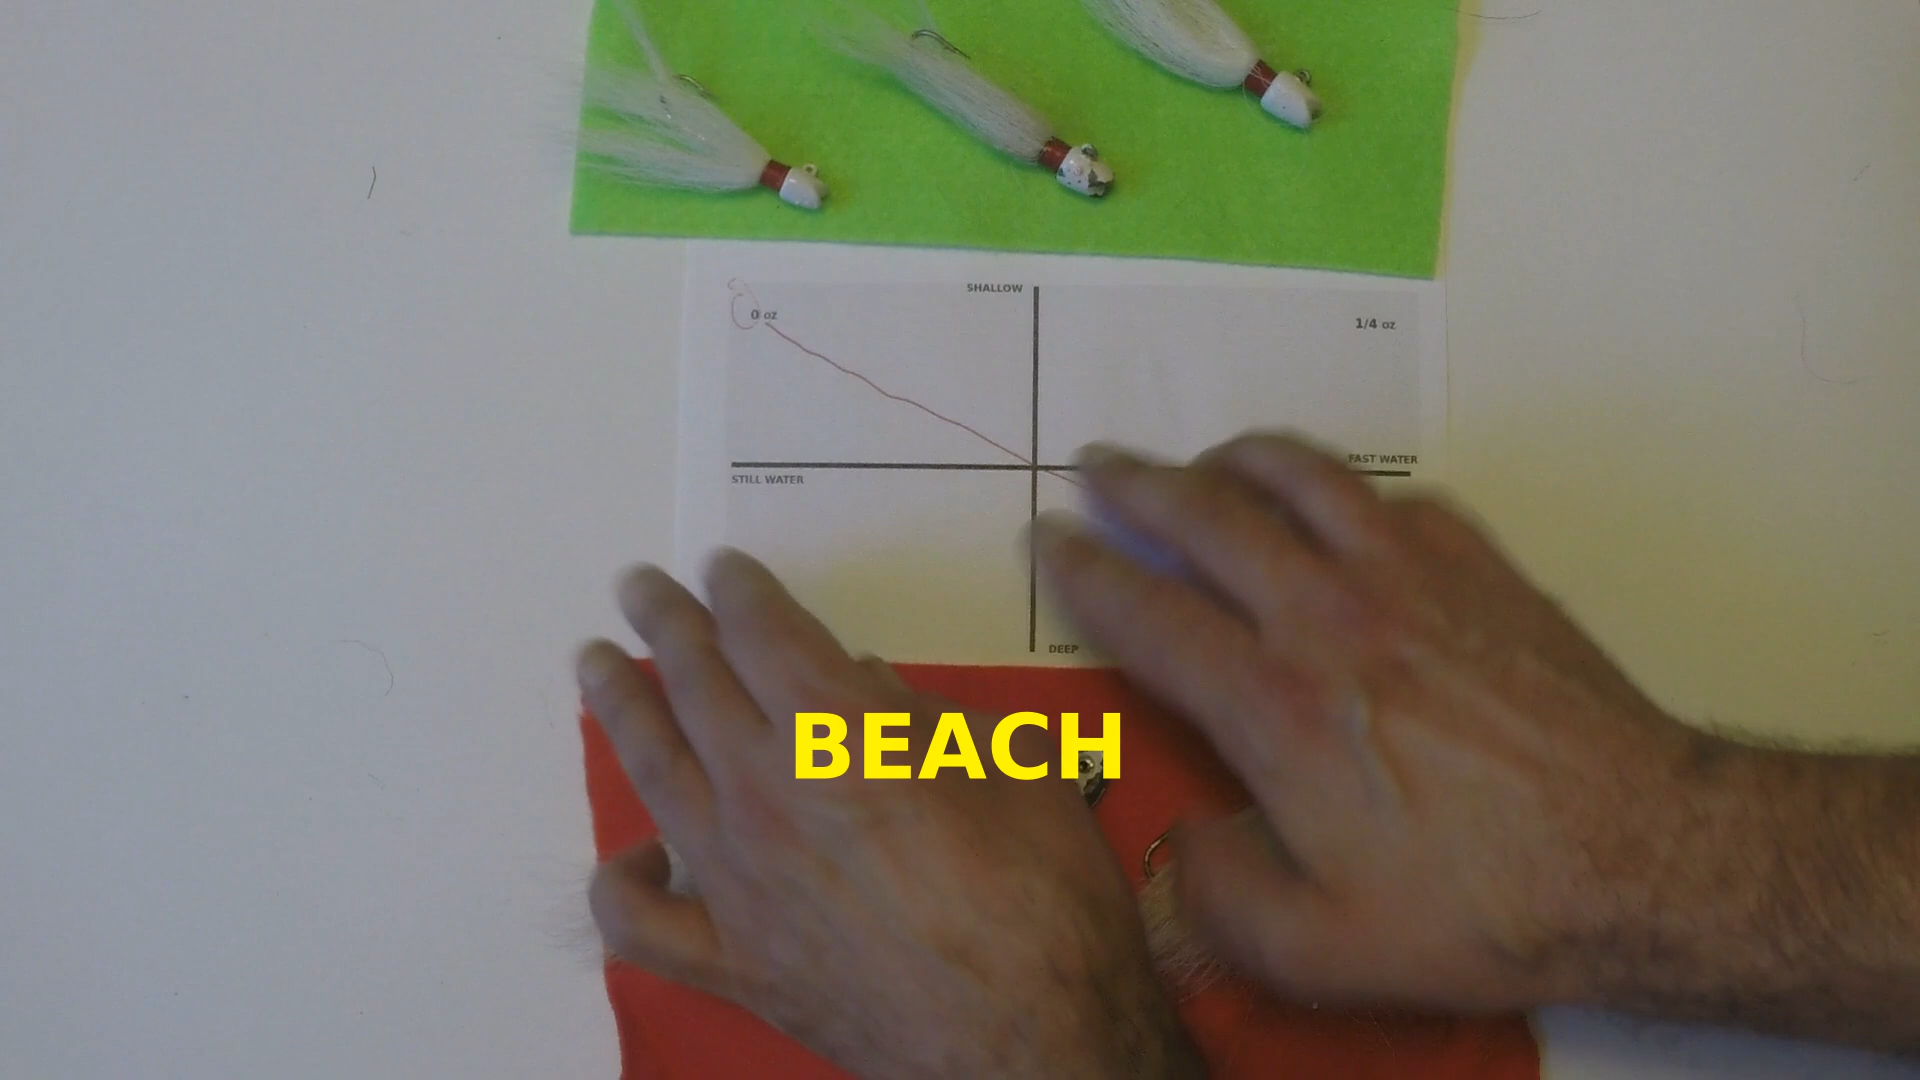 SHALLOW
0 oz
1/4 oz
FAST WATER
STILL WATER
DEEP
BEACH